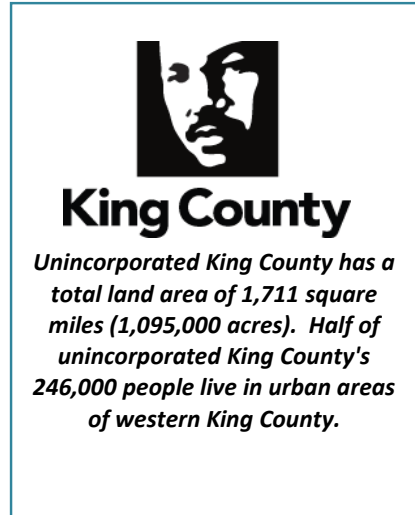 King County
Unincorporated King County has a
total land area of 1,711 square
miles (1,095,000 acres).  Half of
unincorporated King County's
246,000 people live in urban areas
of western King County.